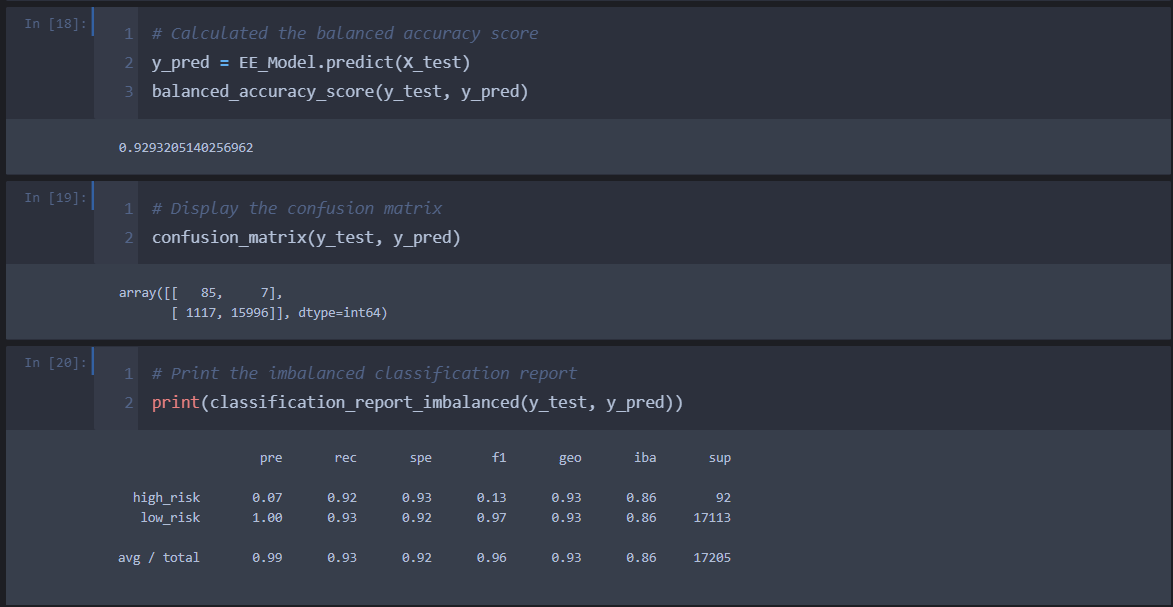 In [18]:
1 # Calculated the balanced accuracy score
2 y_pred = EE_Model.predict(X_test)
3 balanced_accuracy_score(y_test, y_pred)
0.9293205140256962
In [19]:
1 # Display the confusion matrix
2 confusion_matrix(y_test, y_pred)
array([[   85,     7],
       [ 1117, 15996]], dtype=int64)
In [20]:
1 # Print the imbalanced classification report
2 print(classification_report_imbalanced(y_test, y_pred))
pre rec spe f1 geo iba sup
high_risk 0.07 0.92 0.93 0.13 0.93 0.86 92
low_risk 1.00 0.93 0.92 0.97 0.93 0.86 17113
avg / total 0.99 0.93 0.92 0.96 0.93 0.86 17205